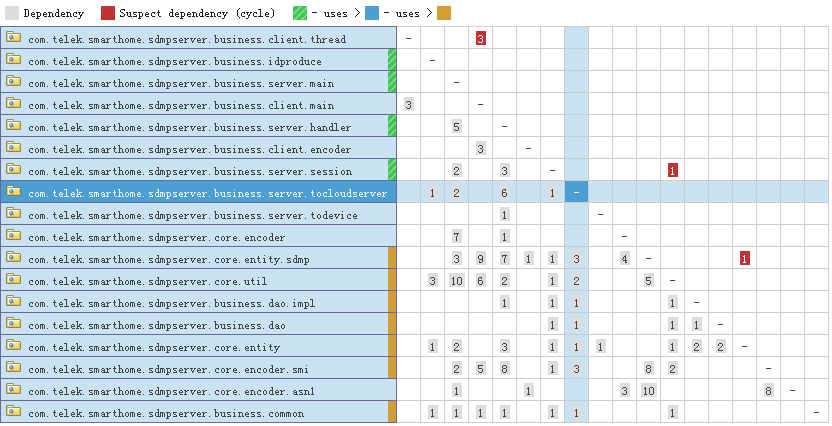 Dependency Suspect dependency (cycle) - uses > - uses >
com.telek.smarthome.sdmpserver.business.client.thread - 3
com.telek.smarthome.sdmpserver.business.idproduce -
com.telek.smarthome.sdmpserver.business.server.main -
com.telek.smarthome.sdmpserver.business.client.main 3 -
com.telek.smarthome.sdmpserver.business.server.handler 5 -
com.telek.smarthome.sdmpserver.business.client.encoder 3 -
com.telek.smarthome.sdmpserver.business.server.session 2 3 - 1
com.telek.smarthome.sdmpserver.business.server.tocloudserver 1 2 6 1 -
com.telek.smarthome.sdmpserver.business.server.todevice 1 -
com.telek.smarthome.sdmpserver.core.encoder 7 1 -
com.telek.smarthome.sdmpserver.core.entity.sdmp 3 9 7 1 1 3 4 - 1
com.telek.smarthome.sdmpserver.core.util 3 10 6 2 1 2 5 -
com.telek.smarthome.sdmpserver.business.dao.impl 1 1 1 1 -
com.telek.smarthome.sdmpserver.business.dao 1 1 1 1 -
com.telek.smarthome.sdmpserver.core.entity 1 2 3 1 1 1 1 2 2 -
com.telek.smarthome.sdmpserver.core.encoder.smi 2 5 8 1 3 8 2 -
com.telek.smarthome.sdmpserver.core.encoder.asn1 1 1 3 10 8 -
com.telek.smarthome.sdmpserver.business.common 1 1 1 1 1 1 1 -